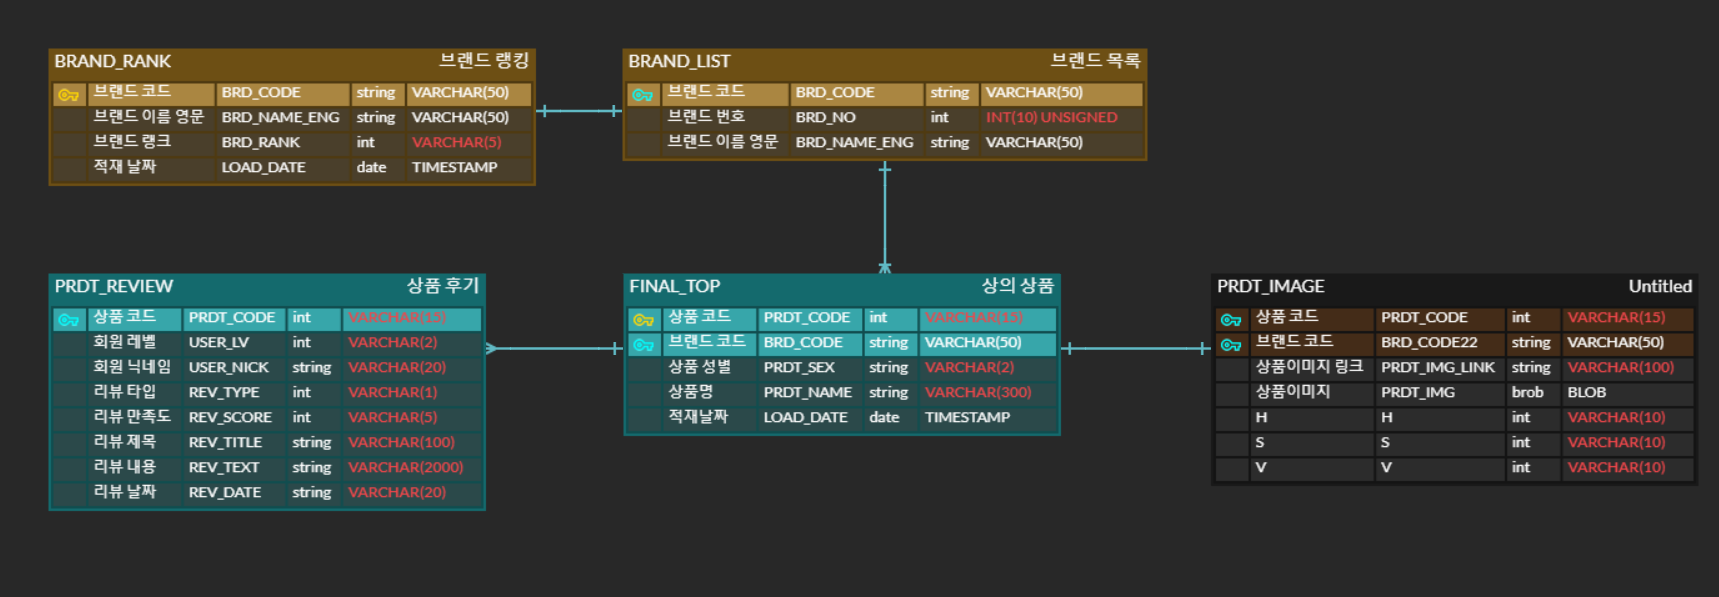 BRAND_RANK 브랜드 랭킹
브랜드 코드 BRD_CODE string VARCHAR(50)
브랜드 이름 영문 BRD_NAME_ENG string VARCHAR(50)
브랜드 랭크 BRD_RANK int VARCHAR(5)
적재 날짜 LOAD_DATE date TIMESTAMP
BRAND_LIST 브랜드 목록
브랜드 코드 BRD_CODE string VARCHAR(50)
브랜드 번호 BRD_NO int INT(10) UNSIGNED
브랜드 이름 영문 BRD_NAME_ENG string VARCHAR(50)
PRDT_REVIEW 상품 후기
상품 코드 PRDT_CODE int VARCHAR(15)
회원 레벨 USER_LV int VARCHAR(2)
회원 닉네임 USER_NICK string VARCHAR(20)
리뷰 타입 REV_TYPE int VARCHAR(1)
리뷰 만족도 REV_SCORE int VARCHAR(5)
리뷰 제목 REV_TITLE string VARCHAR(100)
리뷰 내용 REV_TEXT string VARCHAR(2000)
리뷰 날짜 REV_DATE string VARCHAR(20)
FINAL_TOP 상의 상품
상품 코드 PRDT_CODE int VARCHAR(15)
브랜드 코드 BRD_CODE string VARCHAR(50)
상품 성별 PRDT_SEX string VARCHAR(2)
상품명 PRDT_NAME string VARCHAR(300)
적재날짜 LOAD_DATE date TIMESTAMP
PRDT_IMAGE Untitled
상품 코드 PRDT_CODE int VARCHAR(15)
브랜드 코드 BRD_CODE22 string VARCHAR(50)
상품이미지 링크 PRDT_IMG_LINK string VARCHAR(100)
상품이미지 PRDT_IMG brob BLOB
H H int VARCHAR(10)
S S int VARCHAR(10)
V V int VARCHAR(10)